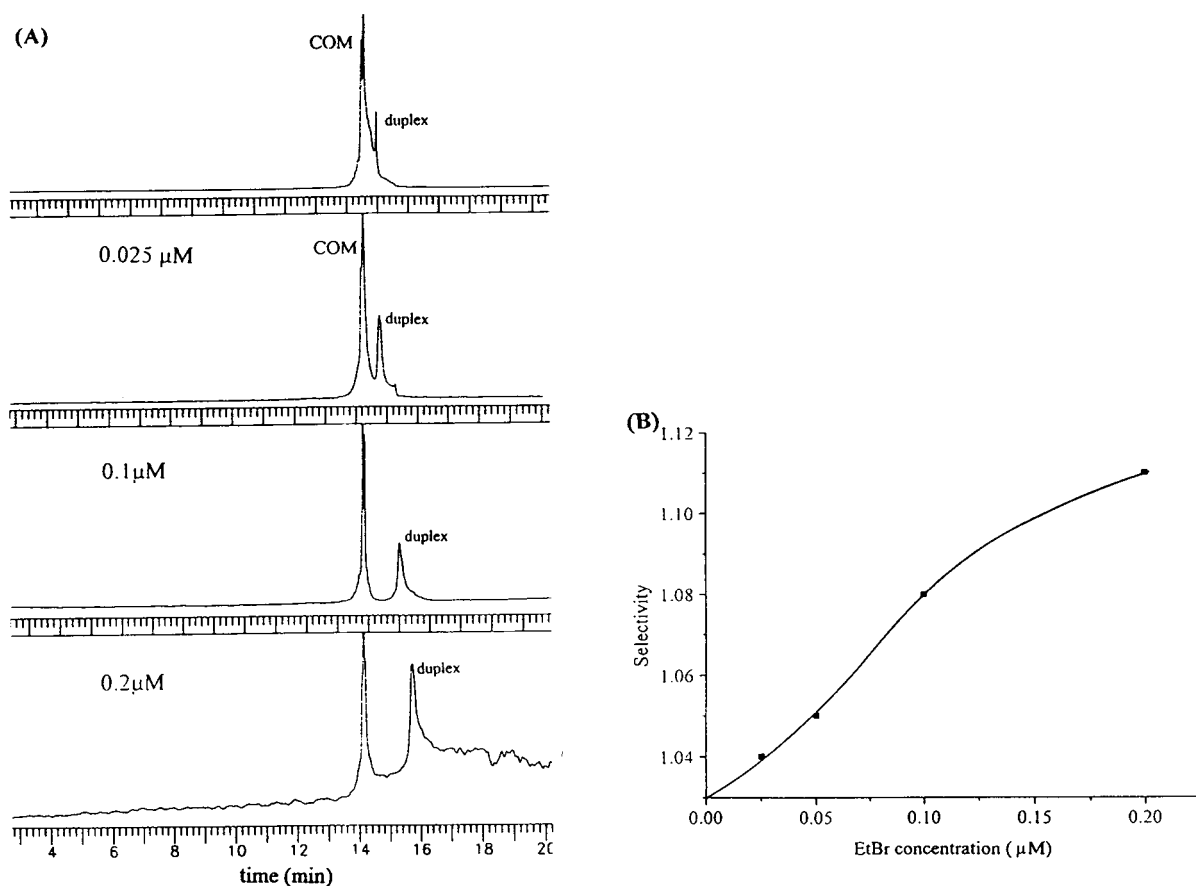 (A)
COM
duplex
0.025 μM
COM
duplex
0.1μM
duplex
0.2μM
duplex
4 6 8 10 12 14 16 18 20
time (min)
(B)
1.12
1.10
1.08
1.06
1.04
Selectivity
0.00 0.05 0.10 0.15 0.20
EtBr concentration ( μM)